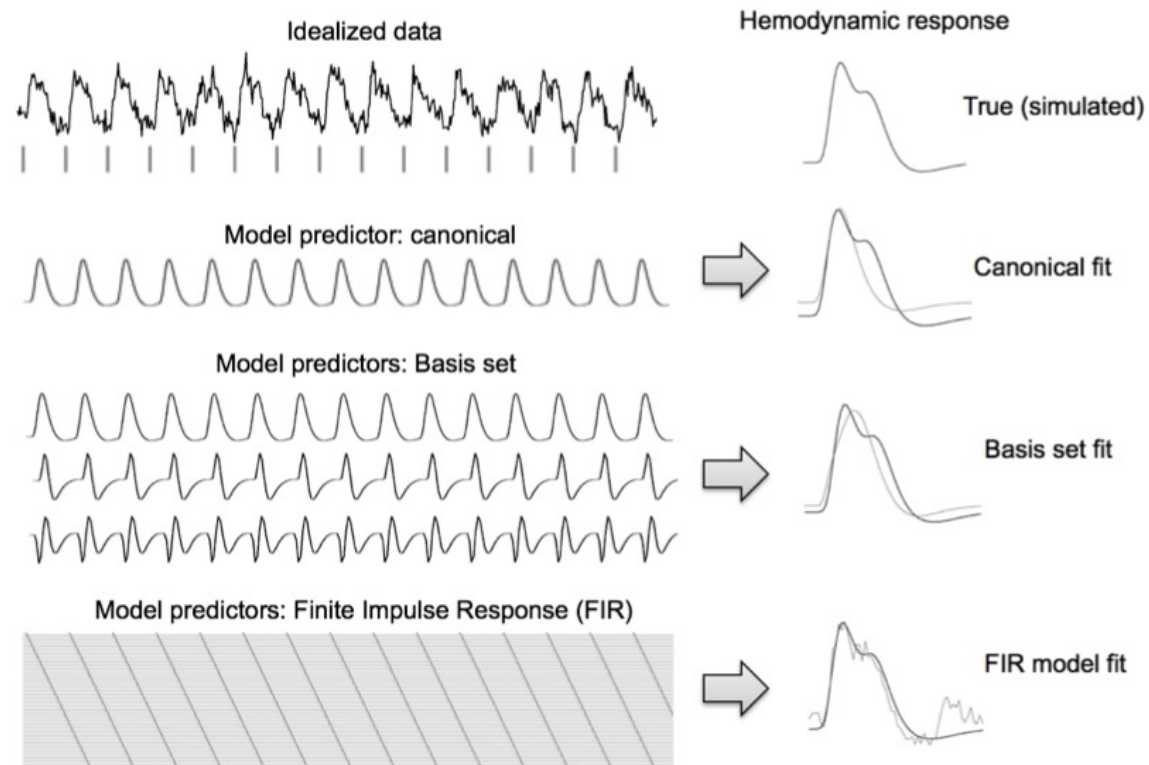 Idealized data
Hemodynamic response
True (simulated)
Model predictor: canonical
Canonical fit
Model predictors: Basis set
Basis set fit
Model predictors: Finite Impulse Response (FIR)
FIR model fit